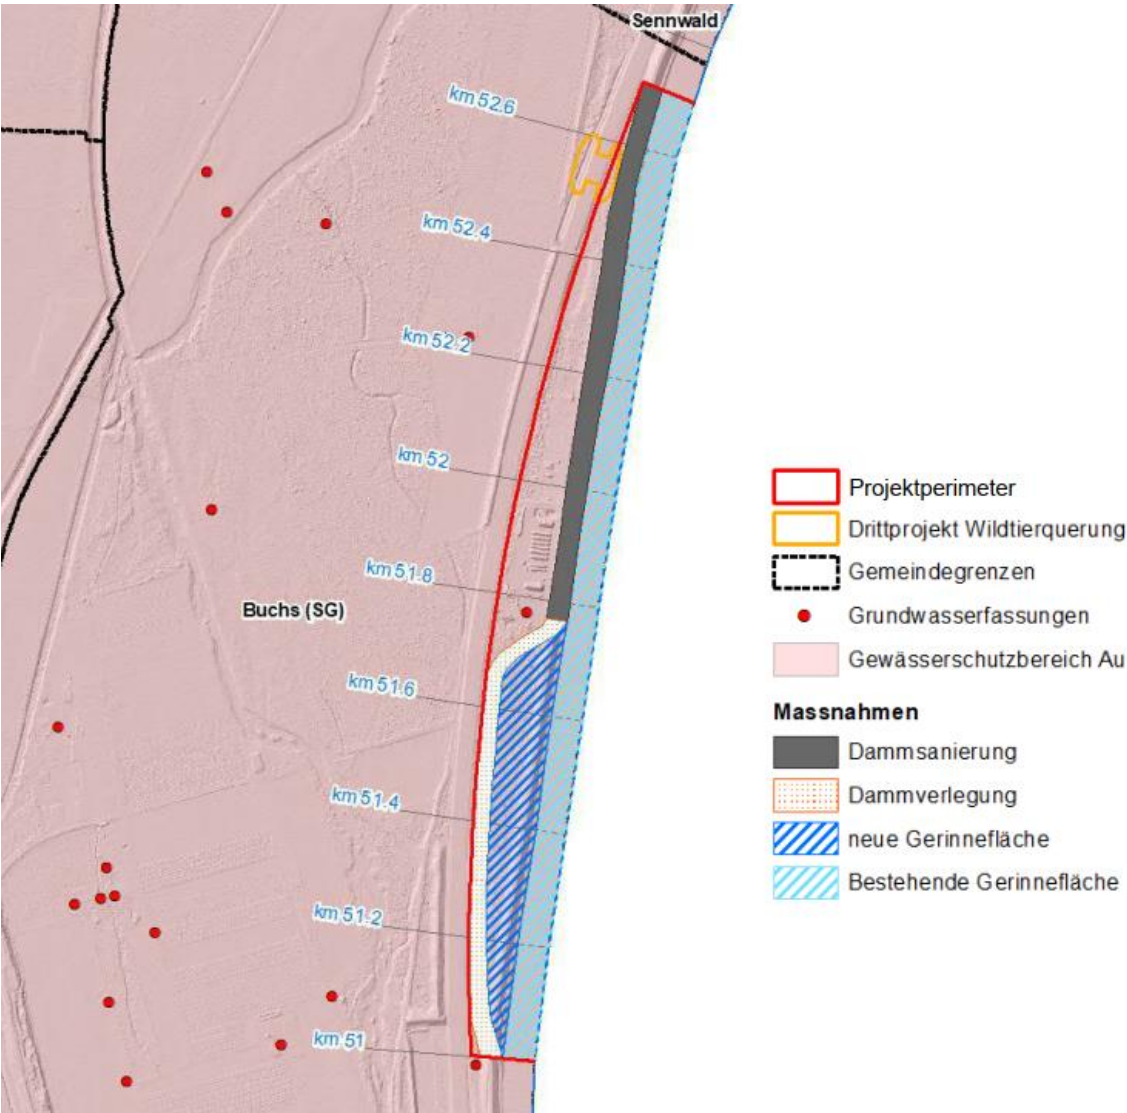 Sennwald
km 52.6
km 52.4
km 52.2
km 52
km 51.8
Buchs (SG)
km 51.6
km 51.4
km 51.2
km 51
Projektperimeter
Drittprojekt Wildtierquerung
Gemeindegrenzen
Grundwasserfassungen
Gewässerschutzbereich Au
Massnahmen
Dammsanierung
Dammverlegung
neue Gerinnefläche
Bestehende Gerinnefläche